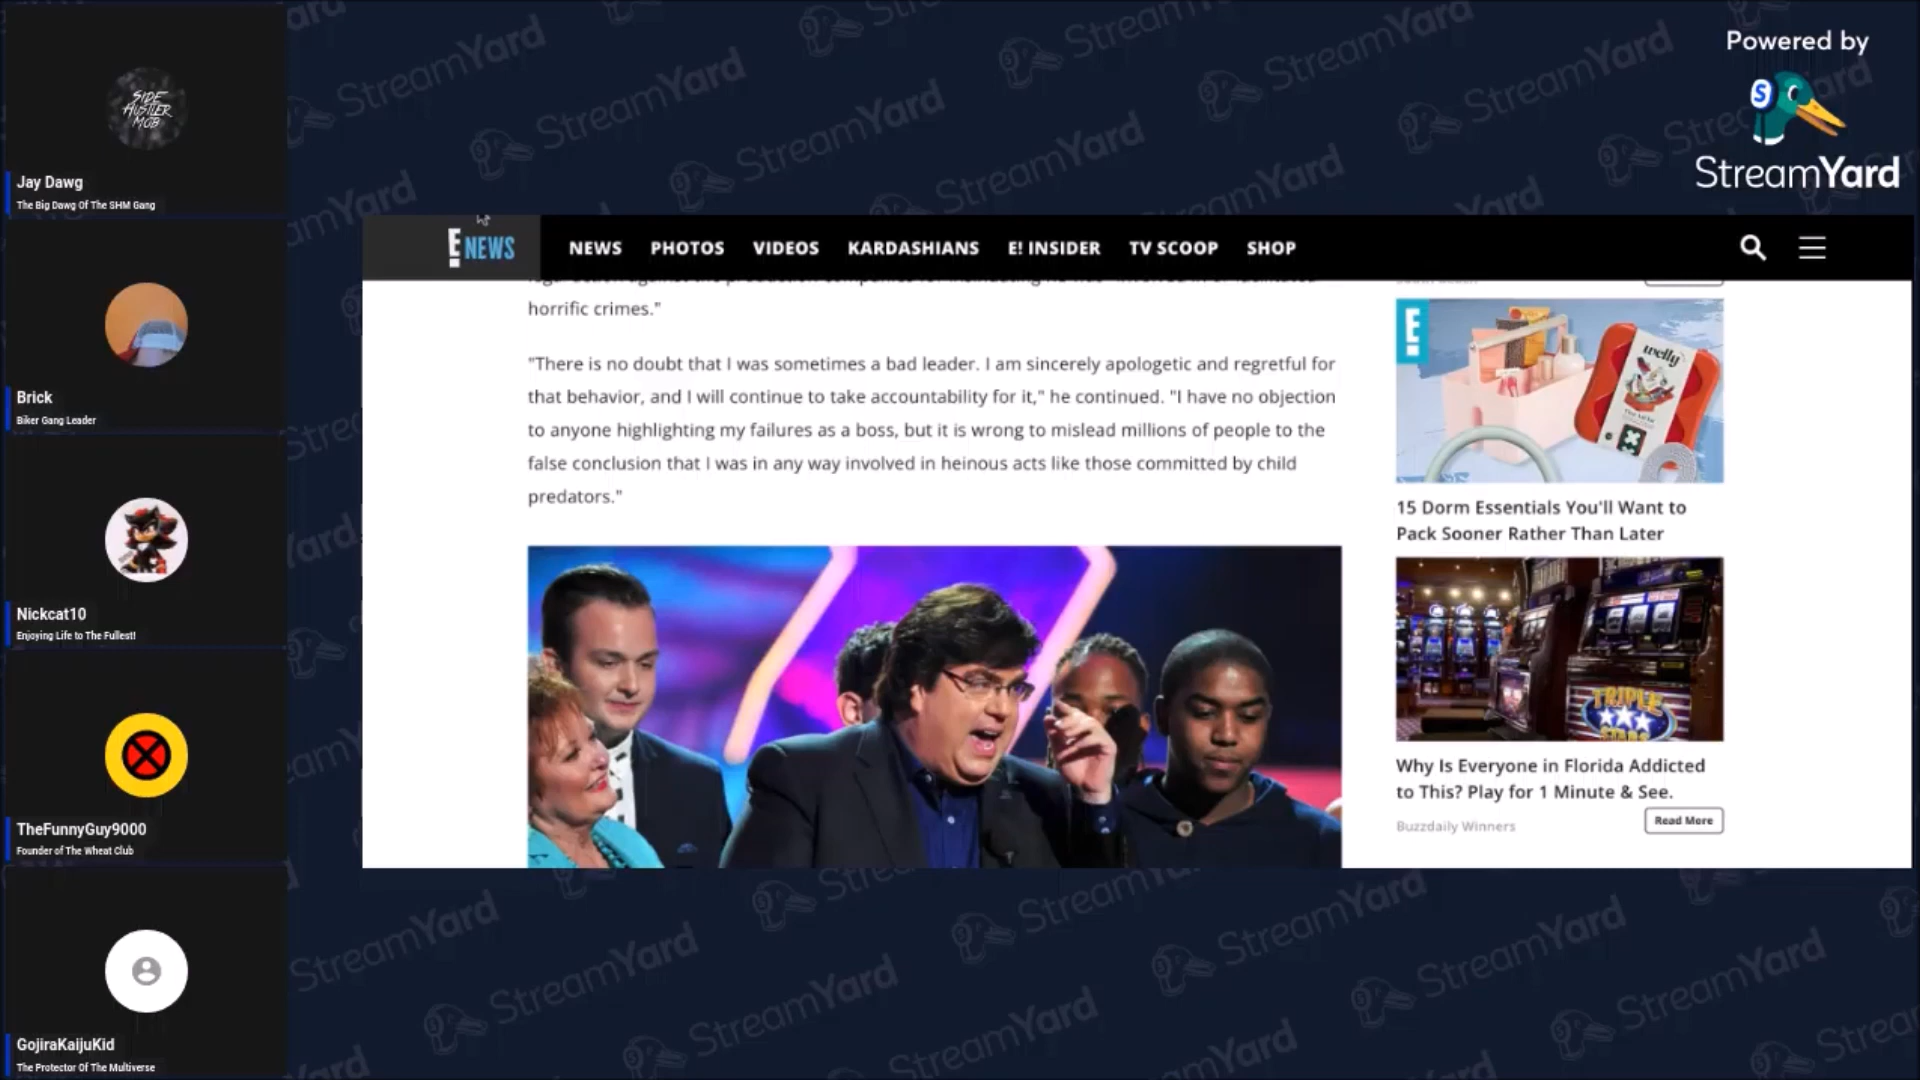 SIDE
HUSTLER
MOB
Jay Dawg
The Big Dawg Of The SHM Gang
Brick
Biker Gang Leader
Nickcat10
Enjoying Life to The Fullest!
TheFunnyGuy9000
Founder of The Wheat Club
GojiraKaijuKid
The Protector Of The Multiverse
Powered by
StreamYard
E! NEWS
NEWS PHOTOS VIDEOS KARDASHIANS E! INSIDER TV SCOOP SHOP
horrific crimes."
"There is no doubt that I was sometimes a bad leader. I am sincerely apologetic and regretful for
that behavior, and I will continue to take accountability for it," he continued. "I have no objection
to anyone highlighting my failures as a boss, but it is wrong to mislead millions of people to the
false conclusion that I was in any way involved in heinous acts like those committed by child
predators."
E!
welly
15 Dorm Essentials You'll Want to
Pack Sooner Rather Than Later
TRIPLE
STARS
Why Is Everyone in Florida Addicted
to This? Play for 1 Minute & See.
Buzzdaily Winners
Read More